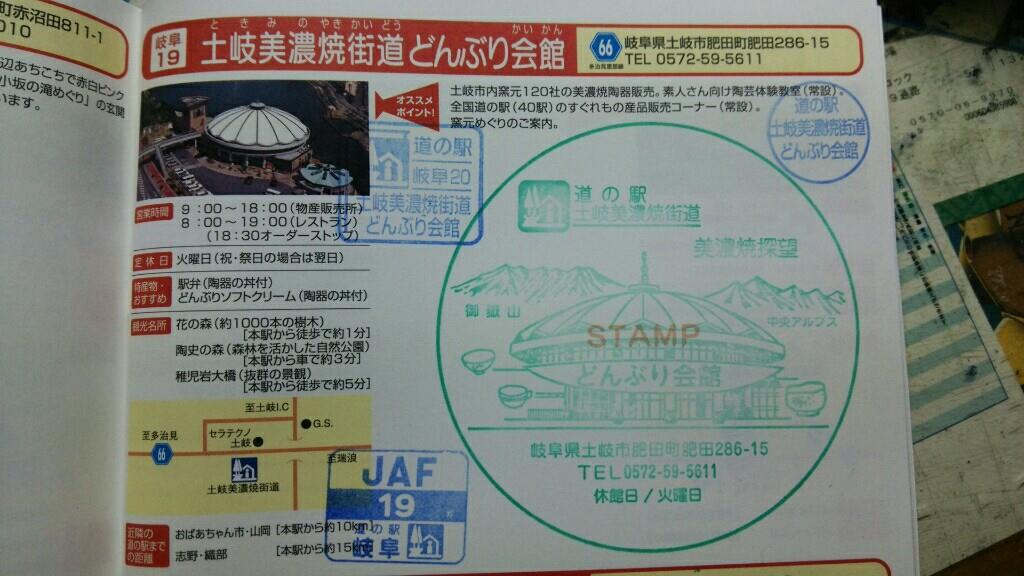 町赤沼田811-1
010
辺あちこちで赤白ピンク
小坂の滝めぐり」の玄関
います。
岐阜
19
ときみのやきかいどう
かいかん
土岐美濃焼街道 どんぶり会館
66
多治見恵那線
岐阜県土岐市肥田町肥田286-15
TEL 0572-59-5611
オススメ
ポイント!
土岐市内窯元120社の美濃焼陶器販売。素人さん向け陶芸体験教室(常設)。
全国道の駅(40駅)のすぐれもの産品販売コーナー(常設)。
窯元めぐりのご案内。
道の駅
土岐美濃焼街道
どんぶり会館
道の駅
岐阜20
土岐美濃焼街道
どんぶり会館
営業時間
9:00~18:00(物産販売所)
8:00~19:00(レストラン)
(18:30オーダーストップ)
定休日
火曜日(祝・祭日の場合は翌日)
特産物・
おすすめ
駅弁(陶器の丼付)
どんぶりソフトクリーム(陶器の丼付)
観光名所
花の森(約1000本の樹木)
[本駅から徒歩で約1分]
陶史の森(森林を活かした自然公園)
[本駅から車で約3分]
稚児岩大橋(抜群の景観)
[本駅から徒歩で約5分]
道の駅
土岐美濃焼街道
美濃焼探望
御嶽山
中央アルプス
STAMP
どんぶり会館
岐阜県土岐市肥田町肥田286-15
TEL 0572-59-5611
休館日/火曜日
至土岐I.C
G.S.
至多治見
セラテクノ
土岐
66
至瑞浪
土岐美濃焼街道
JAF
19
道の駅
岐阜
近隣の
道の駅まで
の距離
おばあちゃん市・山岡 [本駅から約10km]
志野・織部 [本駅から約15km]